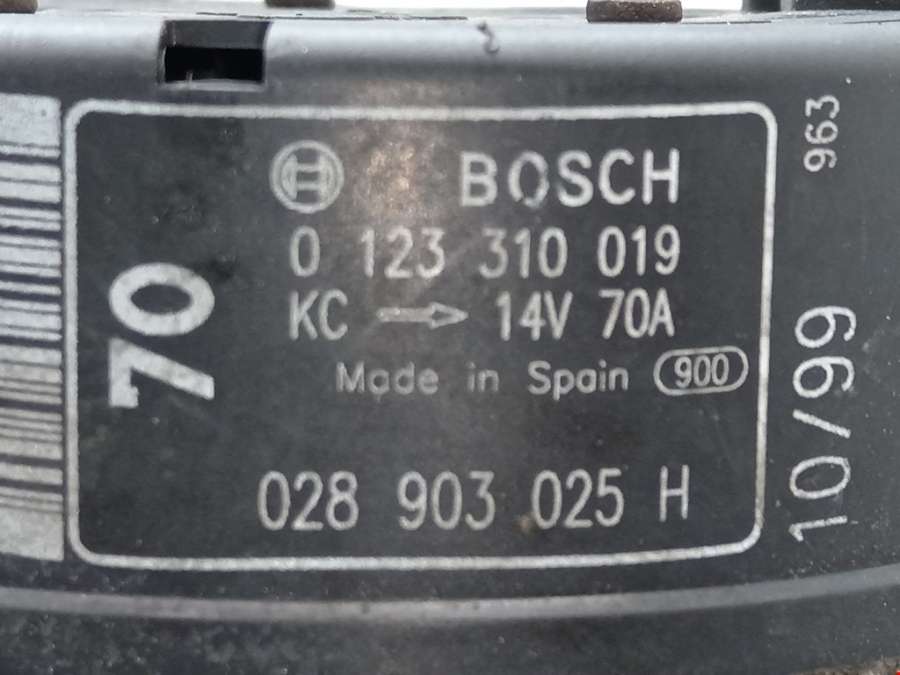 BOSCH
0 123 310 019
KC → 14V 70A
Made in Spain 900
028 903 025 H
70
963
10/99